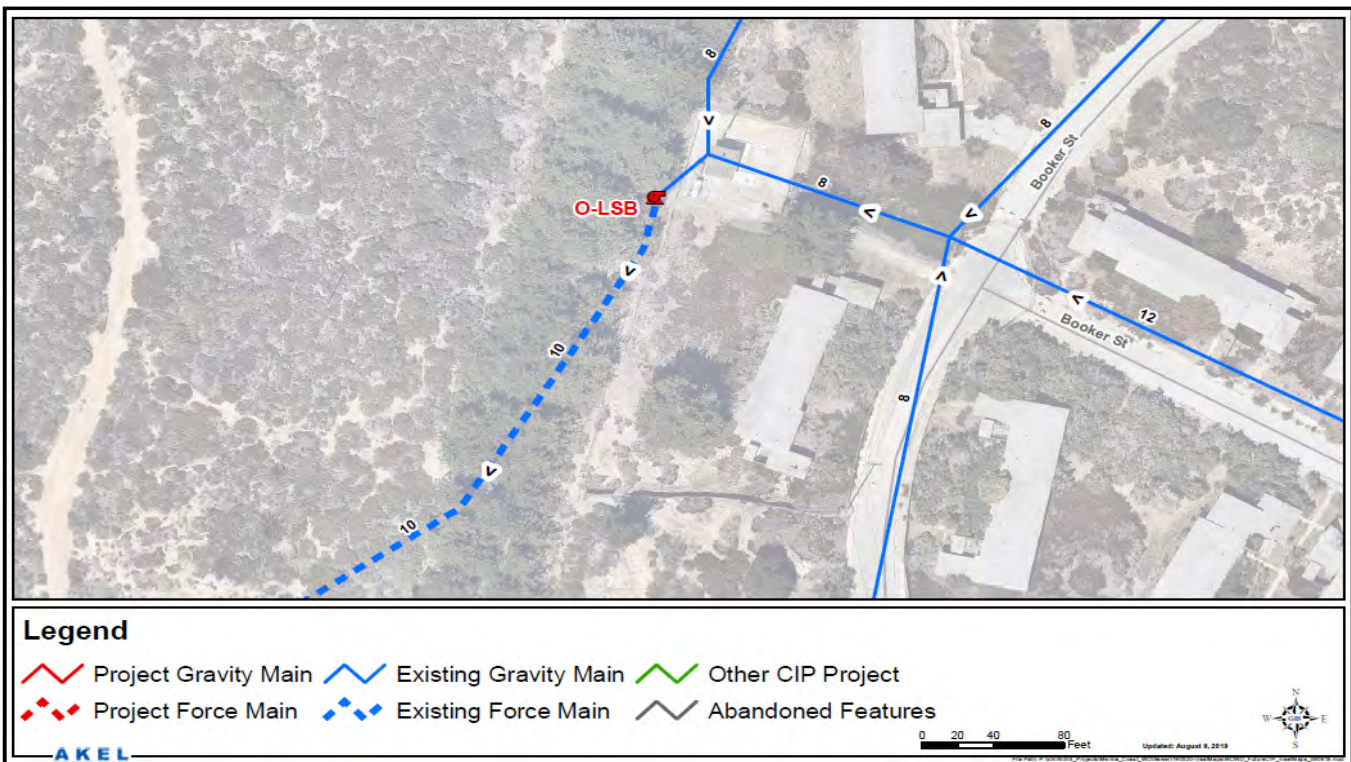 8
8
Booker St
O-LSB
8
10
12
Booker St
8
10
Legend
Project Gravity Main
Existing Gravity Main
Other CIP Project
Project Force Main
Existing Force Main
Abandoned Features
N
W GIS E
S
0 20 40 80
Feet
Updated: August 9, 2019
AKEL